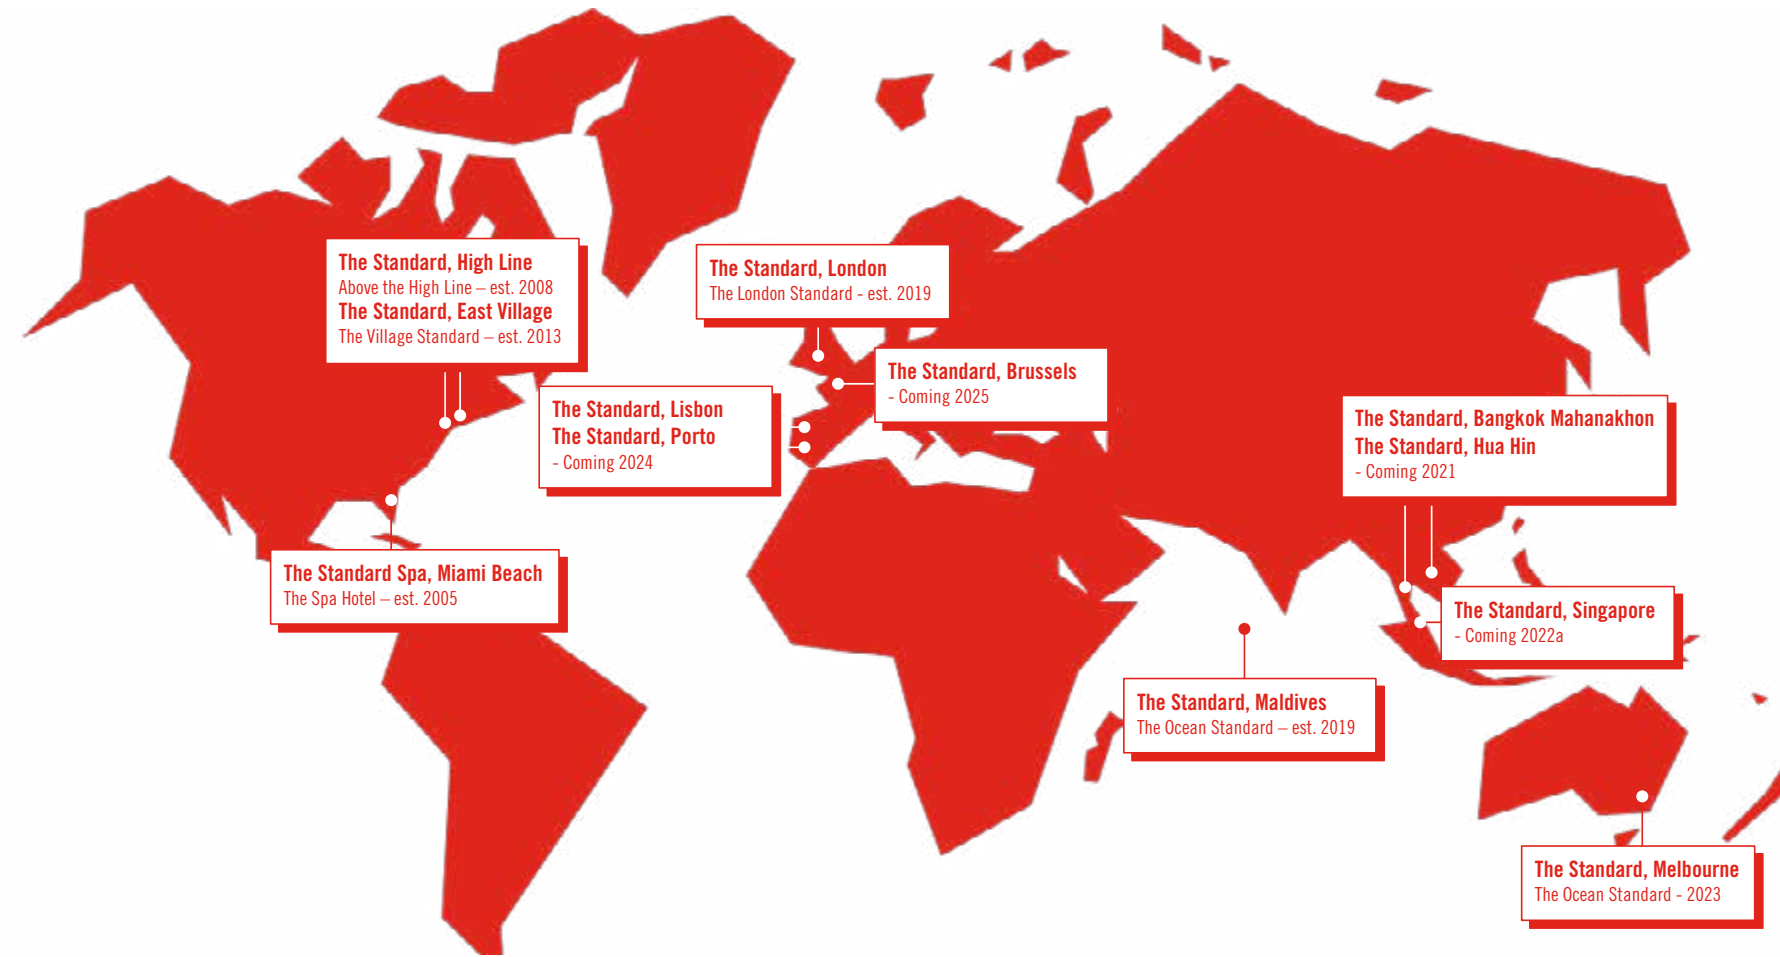 The Standard, High Line
Above the High Line – est. 2008
The Standard, East Village
The Village Standard – est. 2013
The Standard, London
The London Standard - est. 2019
The Standard, Brussels
- Coming 2025
The Standard, Lisbon
The Standard, Porto
- Coming 2024
The Standard, Bangkok Mahanakhon
The Standard, Hua Hin
- Coming 2021
The Standard Spa, Miami Beach
The Spa Hotel – est. 2005
The Standard, Singapore
- Coming 2022a
The Standard, Maldives
The Ocean Standard – est. 2019
The Standard, Melbourne
The Ocean Standard - 2023